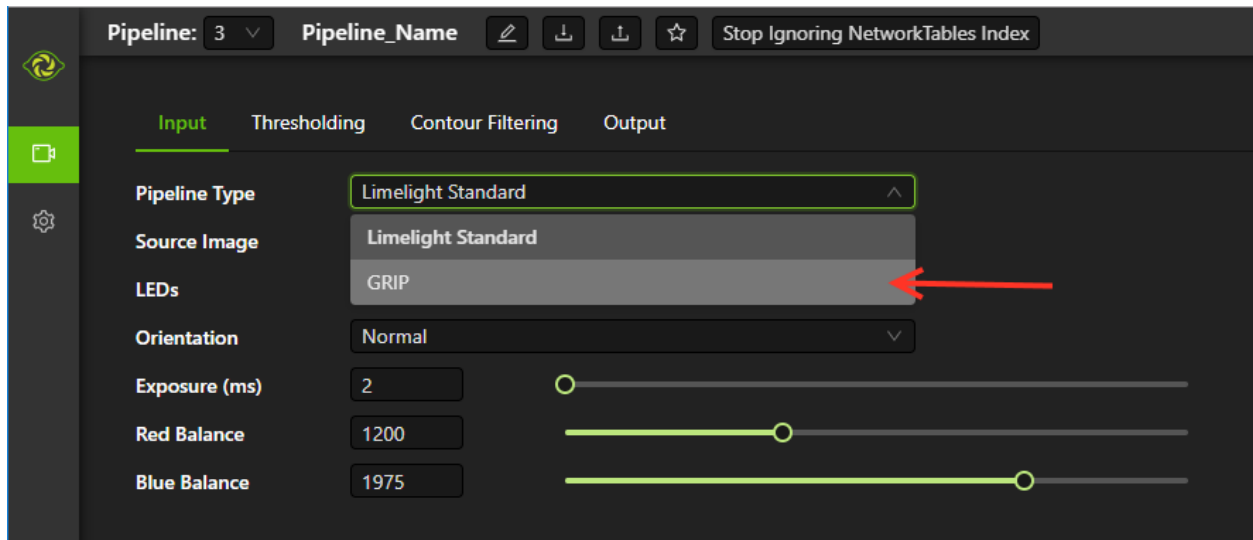 Pipeline: 3 Pipeline_Name Stop Ignoring NetworkTables Index
Input Thresholding Contour Filtering Output
Pipeline Type Limelight Standard
Source Image Limelight Standard
GRIP
LEDs
Orientation Normal
Exposure (ms) 2
Red Balance 1200
Blue Balance 1975